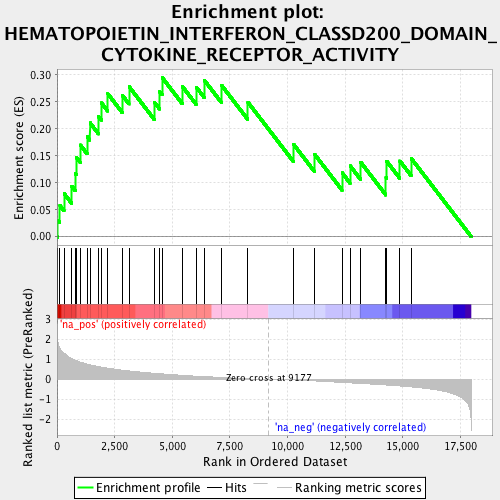 Enrichment plot:
HEMATOPOIETIN_INTERFERON_CLASSD200_DOMAIN_
CYTOKINE_RECEPTOR_ACTIVITY
Enrichment score (ES)
0.30
0.25
0.20
0.15
0.10
0.05
0.00
'na_pos' (positively correlated)
Ranked list metric (PreRanked)
3
2
1
0
-1
-2
Zero cross at 9177
'na_neg' (negatively correlated)
0
2,500
5,000
7,500
10,000
12,500
15,000
17,500
Rank in Ordered Dataset
Enrichment profile
Hits
Ranking metric scores